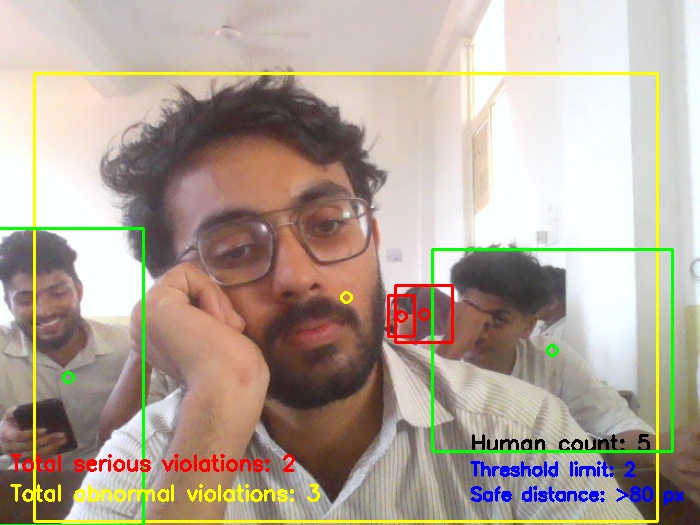 Human count: 5
Total serious violations: 2
Threshold limit: 2
Total abnormal violations: 3
Safe distance: >80 px